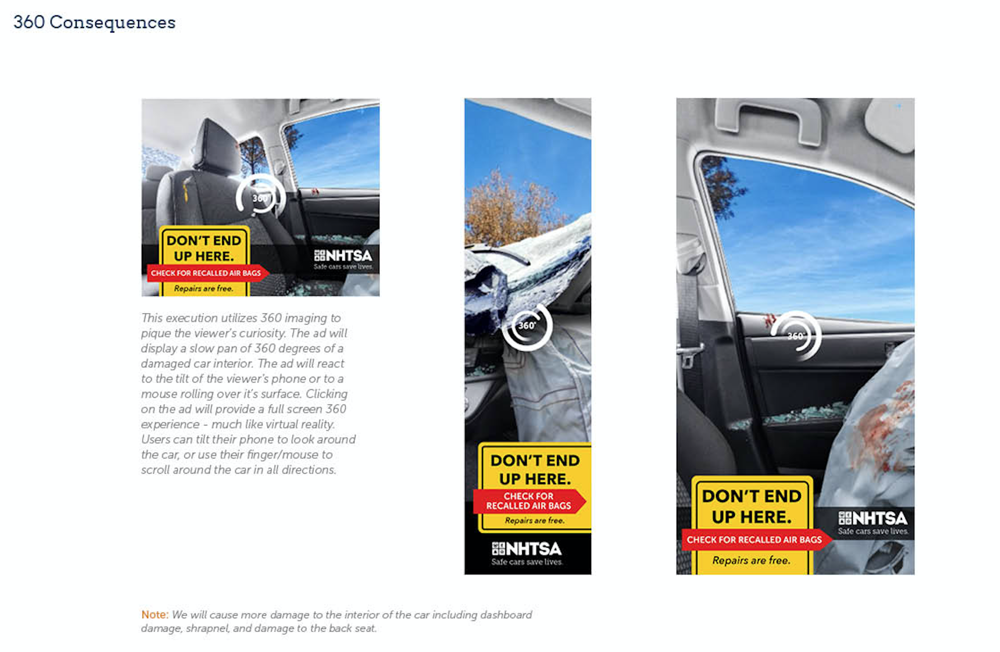 360 Consequences
360°
DON'T END
UP HERE.
CHECK FOR RECALLED AIR BAGS
Repairs are free.
NHTSA
Safe cars save lives.
This execution utilizes 360 imaging to
pique the viewer's curiosity. The ad will
display a slow pan of 360 degrees of a
damaged car interior. The ad will react
to the tilt of the viewer's phone or to a
mouse rolling over it's surface. Clicking
on the ad will provide a full screen 360
experience - much like virtual reality.
Users can tilt their phone to look around
the car, or use their finger/mouse to
scroll around the car in all directions.
360°
DON'T END
UP HERE.
CHECK FOR
RECALLED AIR BAGS
Repairs are free.
NHTSA
Safe cars save lives.
360°
DON'T END
UP HERE.
CHECK FOR RECALLED AIR BAGS
Repairs are free.
NHTSA
Safe cars save lives.
Note: We will cause more damage to the interior of the car including dashboard
damage, shrapnel, and damage to the back seat.